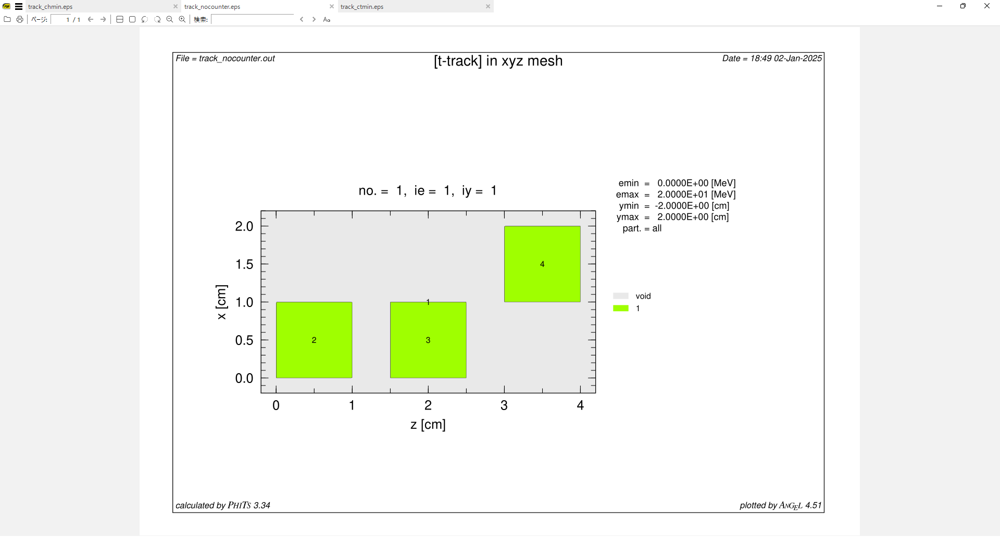 track_chmin.eps
track_nocounter.eps
track_ctmin.eps
ページ: 1 / 1
検索:
Aa
File = track_nocounter.out
[t-track] in xyz mesh
Date = 18:49 02-Jan-2025
no. = 1, ie = 1, iy = 1
emin = 0.0000E+00 [MeV]
emax = 2.0000E+01 [MeV]
ymin = -2.0000E+00 [cm]
ymax = 2.0000E+00 [cm]
part. = all
2.0
1.5
1.0
0.5
0.0
x [cm]
4
1
2
3
void
1
0 1 2 3 4
z [cm]
calculated by PHITS 3.34
plotted by ANGEL 4.51